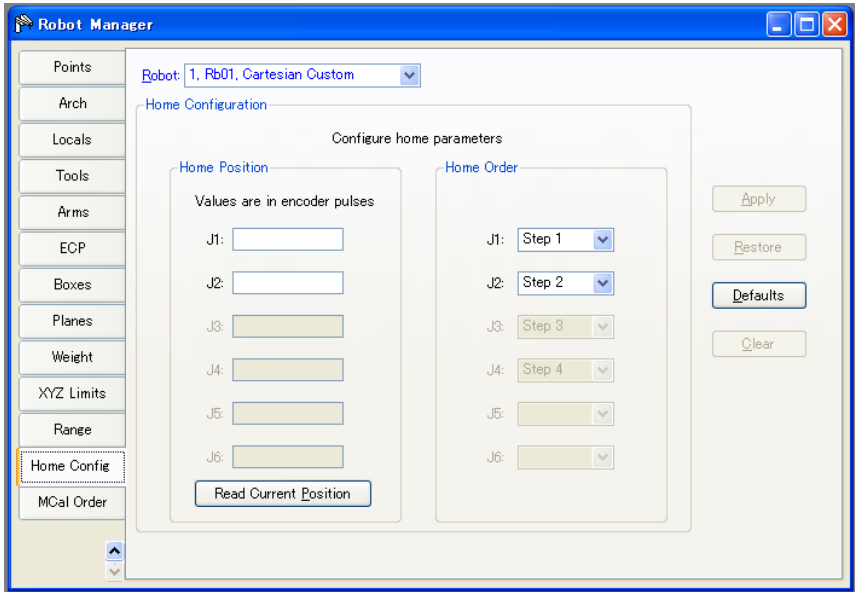 Robot Manager
Points
Arch
Locals
Tools
Arms
ECP
Boxes
Planes
Weight
XYZ Limits
Range
Home Config
MCal Order
Robot: 1, Rb01, Cartesian Custom
Home Configuration
Configure home parameters
Home Position
Values are in encoder pulses
J1:
J2:
J3:
J4:
J5:
J6:
Read Current Position
Home Order
J1: Step 1
J2: Step 2
J3: Step 3
J4: Step 4
J5:
J6:
Apply
Restore
Defaults
Clear